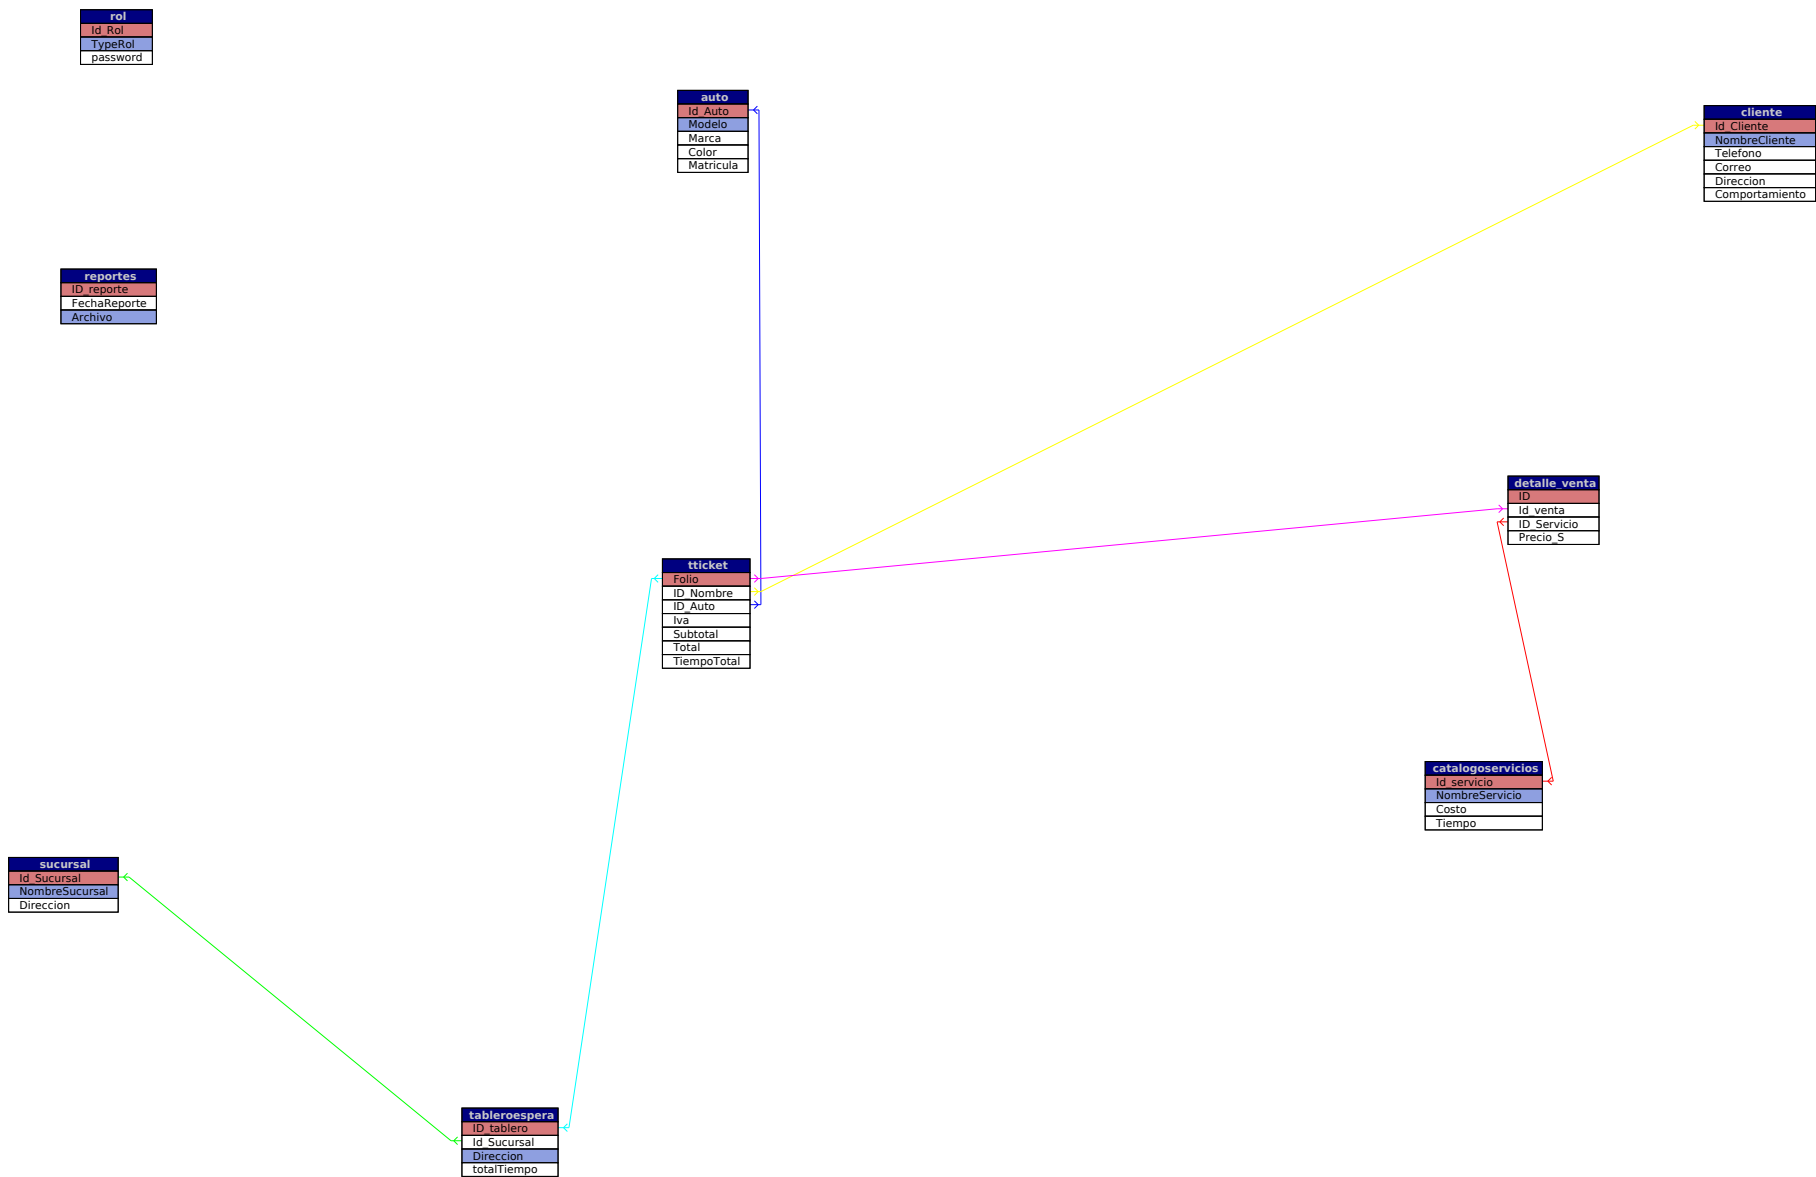 rol
Id_Rol
TypeRol
password
auto
Id_Auto
Modelo
Marca
Color
Matricula
cliente
Id_Cliente
NombreCliente
Telefono
Correo
Direccion
Comportamiento
reportes
ID_reporte
FechaReporte
Archivo
detalle_venta
ID
Id_venta
ID_Servicio
Precio_S
tticket
Folio
ID_Nombre
ID_Auto
Iva
Subtotal
Total
TiempoTotal
catalogoservicios
Id_servicio
NombreServicio
Costo
Tiempo
sucursal
Id_Sucursal
NombreSucursal
Direccion
tableroespera
ID_tablero
Id_Sucursal
Direccion
totalTiempo